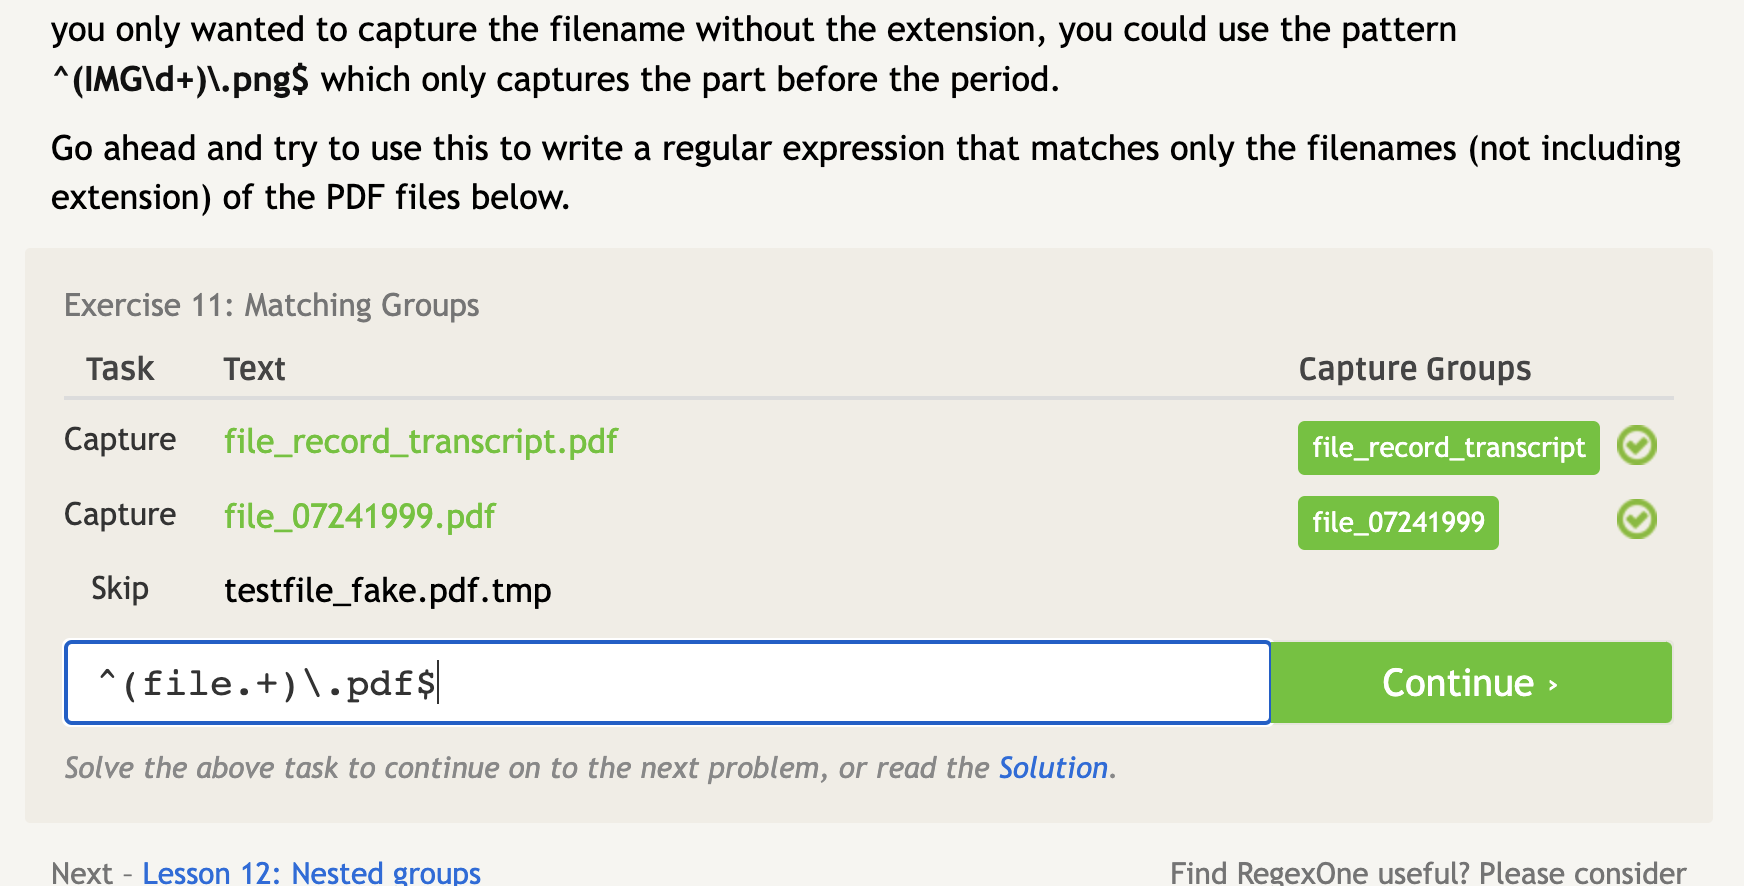 you only wanted to capture the filename without the extension, you could use the pattern
^(IMG\d+)\.png$ which only captures the part before the period.
Go ahead and try to use this to write a regular expression that matches only the filenames (not including
extension) of the PDF files below.
Exercise 11: Matching Groups
Task Text Capture Groups
Capture file_record_transcript.pdf file_record_transcript
Capture file_07241999.pdf file_07241999
Skip testfile_fake.pdf.tmp
^(file.+)\.pdf$ Continue ›
Solve the above task to continue on to the next problem, or read the Solution.
Next – Lesson 12: Nested groups Find RegexOne useful? Please consider